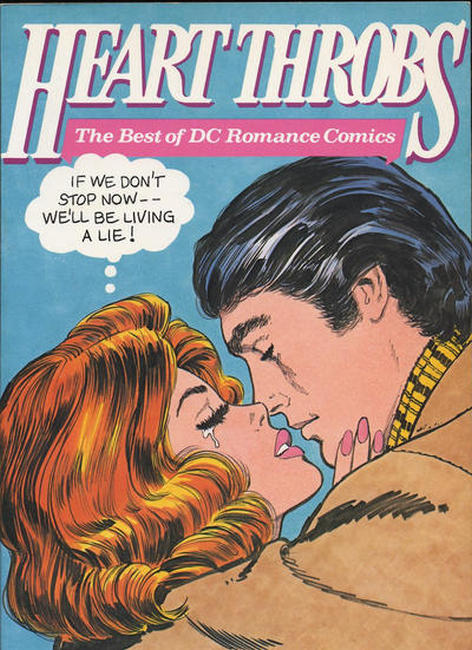 HEART THROBS
The Best of DC Romance Comics
IF WE DON'T
STOP NOW--
WE'LL BE LIVING
A LIE!